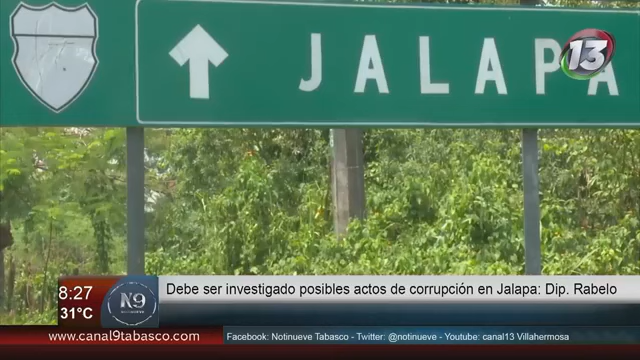 JALAPA
13
8:27
31°C
N9
Debe ser investigado posibles actos de corrupción en Jalapa: Dip. Rabelo
www.canal9tabasco.com
Facebook: Notinueve Tabasco - Twitter: @notinueve - Youtube: canal13 Villahermosa